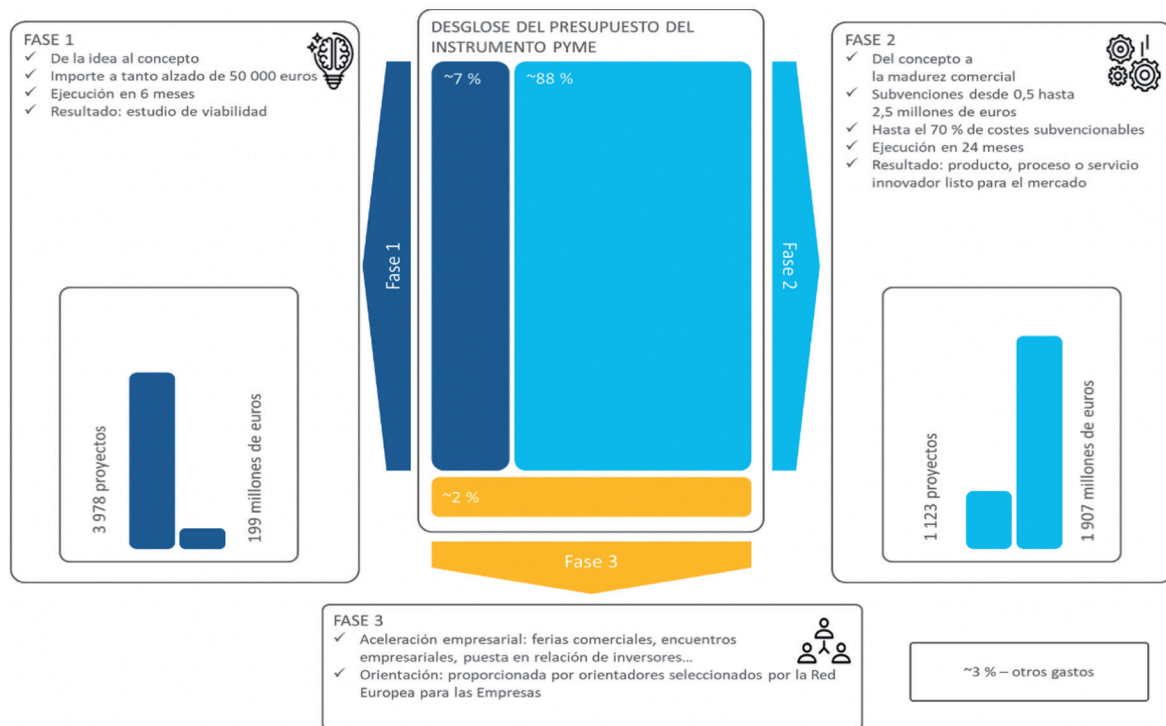 FASE 1
✓ De la idea al concepto
✓ Importe a tanto alzado de 50 000 euros
✓ Ejecución en 6 meses
✓ Resultado: estudio de viabilidad
3 978 proyectos
199 millones de euros
DESGLOSE DEL PRESUPUESTO DEL
INSTRUMENTO PYME
~7 %
~88 %
~2 %
Fase 1
Fase 2
Fase 3
FASE 2
✓ Del concepto a
la madurez comercial
✓ Subvenciones desde 0,5 hasta
2,5 millones de euros
✓ Hasta el 70 % de costes subvencionables
✓ Ejecución en 24 meses
✓ Resultado: producto, proceso o servicio
innovador listo para el mercado
1 123 proyectos
1 907 millones de euros
FASE 3
✓ Aceleración empresarial: ferias comerciales, encuentros
empresariales, puesta en relación de inversores...
✓ Orientación: proporcionada por orientadores seleccionados por la Red
Europea para las Empresas
~3 % – otros gastos